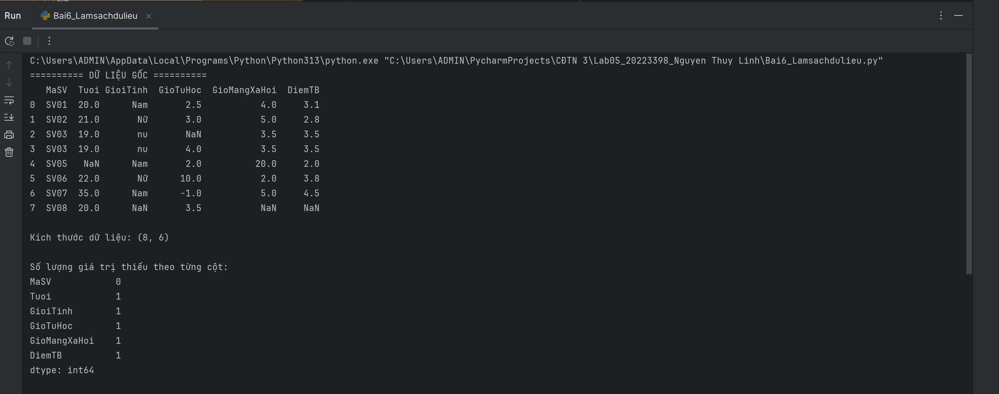 Run Bai6_Lamsachdulieu
C:\Users\ADMIN\AppData\Local\Programs\Python\Python313\python.exe "C:\Users\ADMIN\PycharmProjects\CĐTN 3\Lab05_20223398_Nguyen Thuy Linh\Bai6_Lamsachdulieu.py"
========== DỮ LIỆU GỐC ==========
   MaSV  Tuoi GioiTinh  GioTuHoc  GioMangXaHoi  DiemTB
0  SV01  20.0      Nam       2.5           4.0     3.1
1  SV02  21.0       Nữ       3.0           5.0     2.8
2  SV03  19.0       nu       NaN           3.5     3.5
3  SV03  19.0       nu       4.0           3.5     3.5
4  SV05   NaN      Nam       2.0          20.0     2.0
5  SV06  22.0       Nữ      10.0           2.0     3.8
6  SV07  35.0      Nam      -1.0           5.0     4.5
7  SV08  20.0      NaN       3.5           NaN     NaN
Kích thước dữ liệu: (8, 6)
Số lượng giá trị thiếu theo từng cột:
MaSV            0
Tuoi            1
GioiTinh        1
GioTuHoc        1
GioMangXaHoi    1
DiemTB          1
dtype: int64